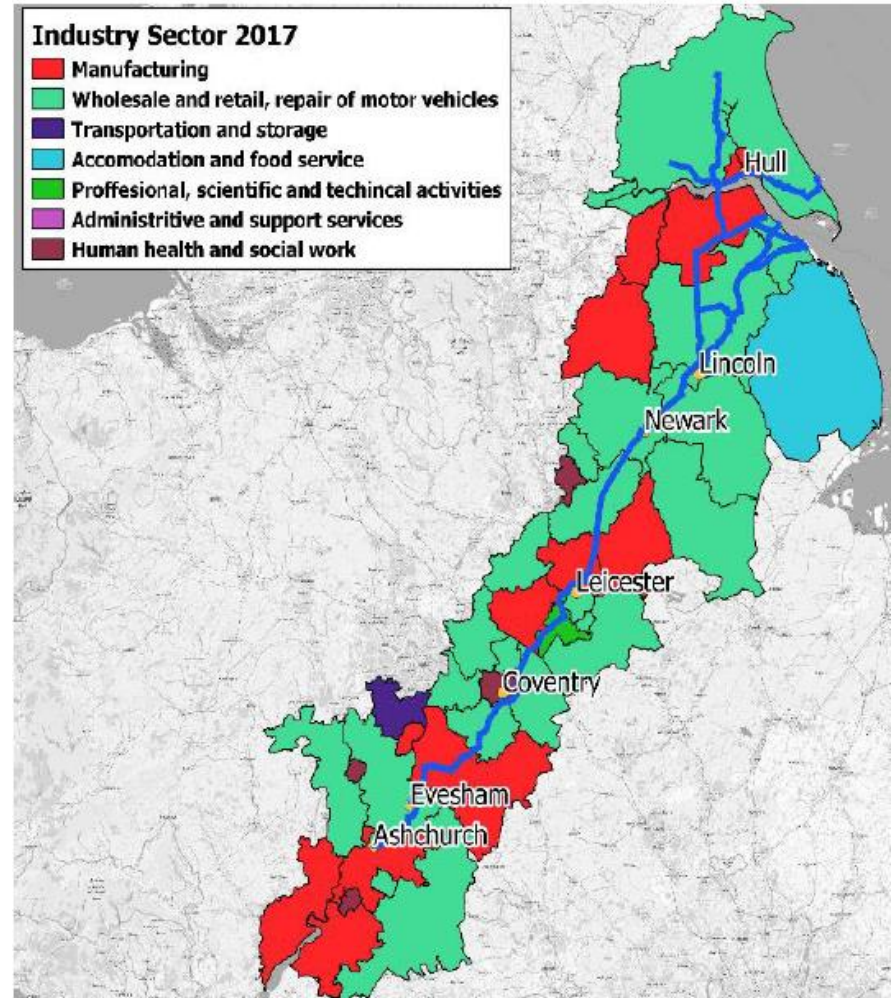 Industry Sector 2017
Manufacturing
Wholesale and retail, repair of motor vehicles
Transportation and storage
Accomodation and food service
Proffesional, scientific and techincal activities
Administritive and support services
Human health and social work
Hull
Lincoln
Newark
Leicester
Coventry
Evesham
Ashchurch